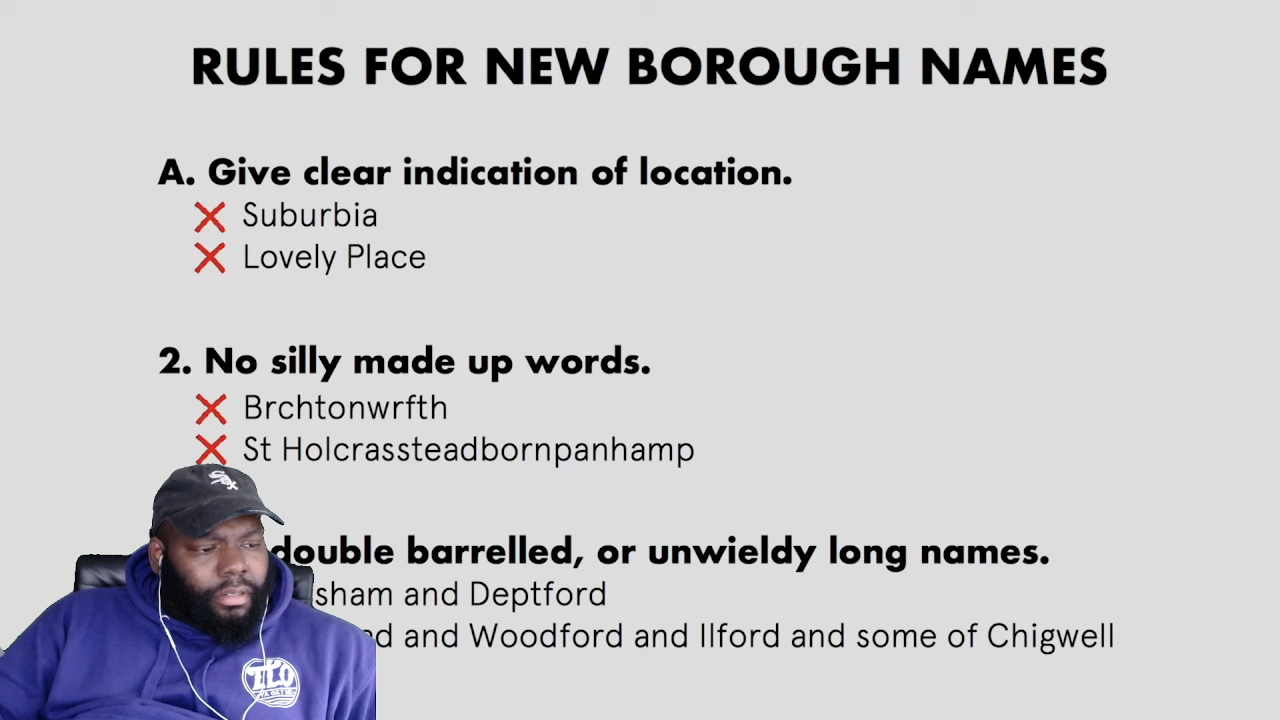 RULES FOR NEW BOROUGH NAMES
A. Give clear indication of location.
Suburbia
Lovely Place
2. No silly made up words.
Brchtonwrfth
St Holcrassteadbornpanhamp
double barrelled, or unwieldy long names.
and Deptford
and Woodford and Ilford and some of Chigwell
TLO